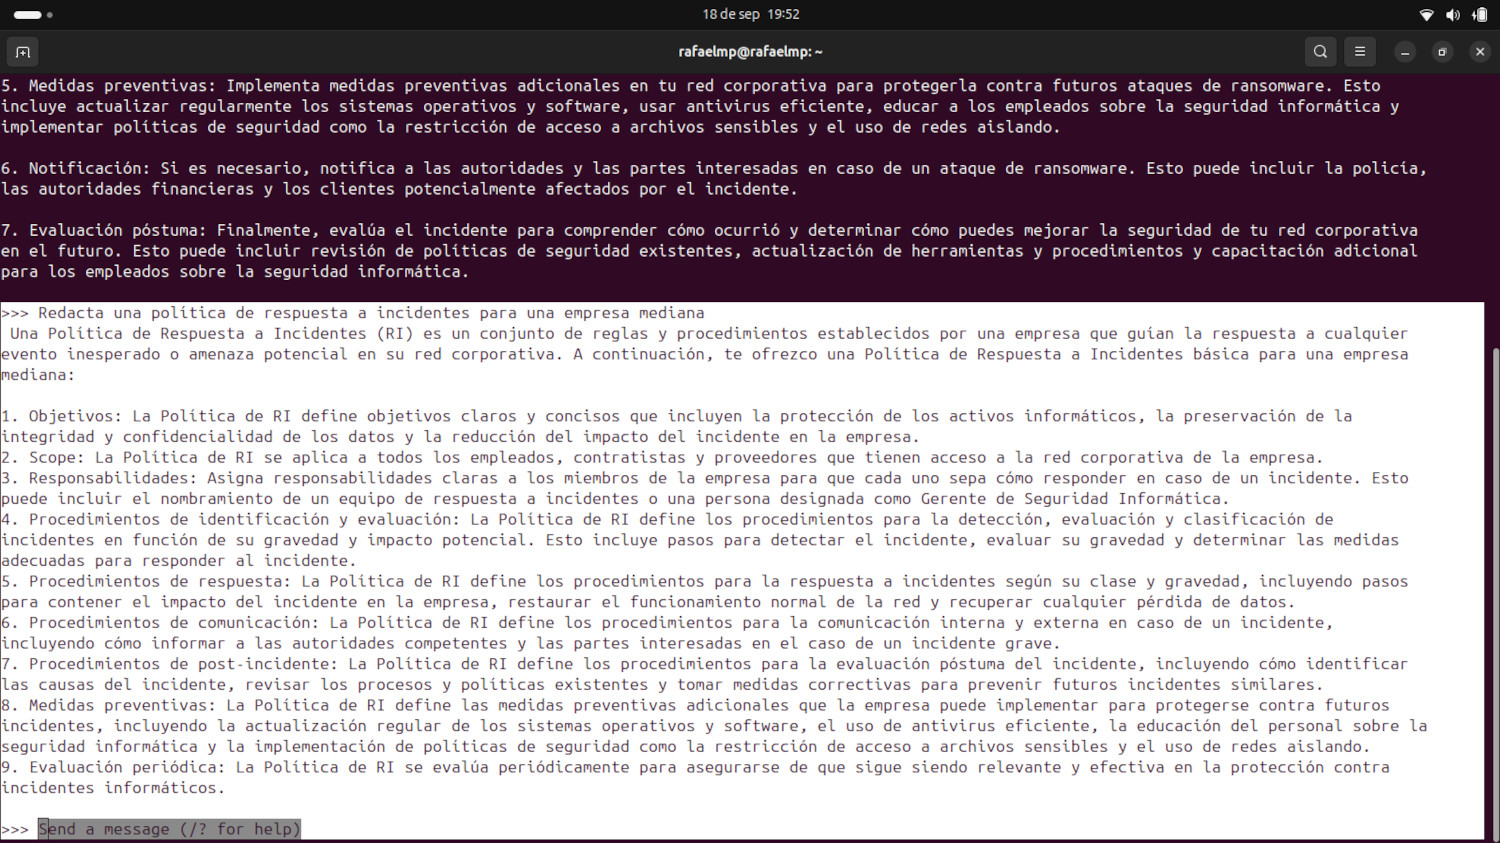 18 de sep 19:52
rafaelmp@rafaelmp: ~
5. Medidas preventivas: Implementa medidas preventivas adicionales en tu red corporativa para protegerla contra futuros ataques de ransomware. Esto
incluye actualizar regularmente los sistemas operativos y software, usar antivirus eficiente, educar a los empleados sobre la seguridad informática y
implementar políticas de seguridad como la restricción de acceso a archivos sensibles y el uso de redes aislando.
6. Notificación: Si es necesario, notifica a las autoridades y las partes interesadas en caso de un ataque de ransomware. Esto puede incluir la policía,
las autoridades financieras y los clientes potencialmente afectados por el incidente.
7. Evaluación póstuma: Finalmente, evalúa el incidente para comprender cómo ocurrió y determinar cómo puedes mejorar la seguridad de tu red corporativa
en el futuro. Esto puede incluir revisión de políticas de seguridad existentes, actualización de herramientas y procedimientos y capacitación adicional
para los empleados sobre la seguridad informática.
>>> Redacta una política de respuesta a incidentes para una empresa mediana
Una Política de Respuesta a Incidentes (RI) es un conjunto de reglas y procedimientos establecidos por una empresa que guían la respuesta a cualquier
evento inesperado o amenaza potencial en su red corporativa. A continuación, te ofrezco una Política de Respuesta a Incidentes básica para una empresa
mediana:
1. Objetivos: La Política de RI define objetivos claros y concisos que incluyen la protección de los activos informáticos, la preservación de la
integridad y confidencialidad de los datos y la reducción del impacto del incidente en la empresa.
2. Scope: La Política de RI se aplica a todos los empleados, contratistas y proveedores que tienen acceso a la red corporativa de la empresa.
3. Responsabilidades: Asigna responsabilidades claras a los miembros de la empresa para que cada uno sepa cómo responder en caso de un incidente. Esto
puede incluir el nombramiento de un equipo de respuesta a incidentes o una persona designada como Gerente de Seguridad Informática.
4. Procedimientos de identificación y evaluación: La Política de RI define los procedimientos para la detección, evaluación y clasificación de
incidentes en función de su gravedad y impacto potencial. Esto incluye pasos para detectar el incidente, evaluar su gravedad y determinar las medidas
adecuadas para responder al incidente.
5. Procedimientos de respuesta: La Política de RI define los procedimientos para la respuesta a incidentes según su clase y gravedad, incluyendo pasos
para contener el impacto del incidente en la empresa, restaurar el funcionamiento normal de la red y recuperar cualquier pérdida de datos.
6. Procedimientos de comunicación: La Política de RI define los procedimientos para la comunicación interna y externa en caso de un incidente,
incluyendo cómo informar a las autoridades competentes y las partes interesadas en el caso de un incidente grave.
7. Procedimientos de post-incidente: La Política de RI define los procedimientos para la evaluación póstuma del incidente, incluyendo cómo identificar
las causas del incidente, revisar los procesos y políticas existentes y tomar medidas correctivas para prevenir futuros incidentes similares.
8. Medidas preventivas: La Política de RI define las medidas preventivas adicionales que la empresa puede implementar para protegerse contra futuros
incidentes, incluyendo la actualización regular de los sistemas operativos y software, el uso de antivirus eficiente, la educación del personal sobre la
seguridad informática y la implementación de políticas de seguridad como la restricción de acceso a archivos sensibles y el uso de redes aislando.
9. Evaluación periódica: La Política de RI se evalúa periódicamente para asegurarse de que sigue siendo relevante y efectiva en la protección contra
incidentes informáticos.
>>> Send a message (/? for help)